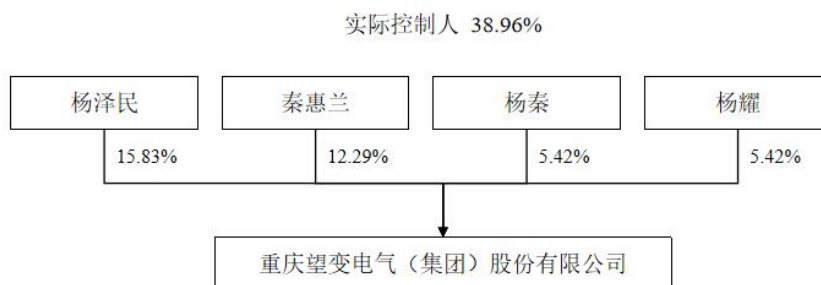 实际控制人 38.96%
杨泽民 秦惠兰 杨秦 杨耀
15.83% 12.29% 5.42% 5.42%
重庆望变电气（集团）股份有限公司